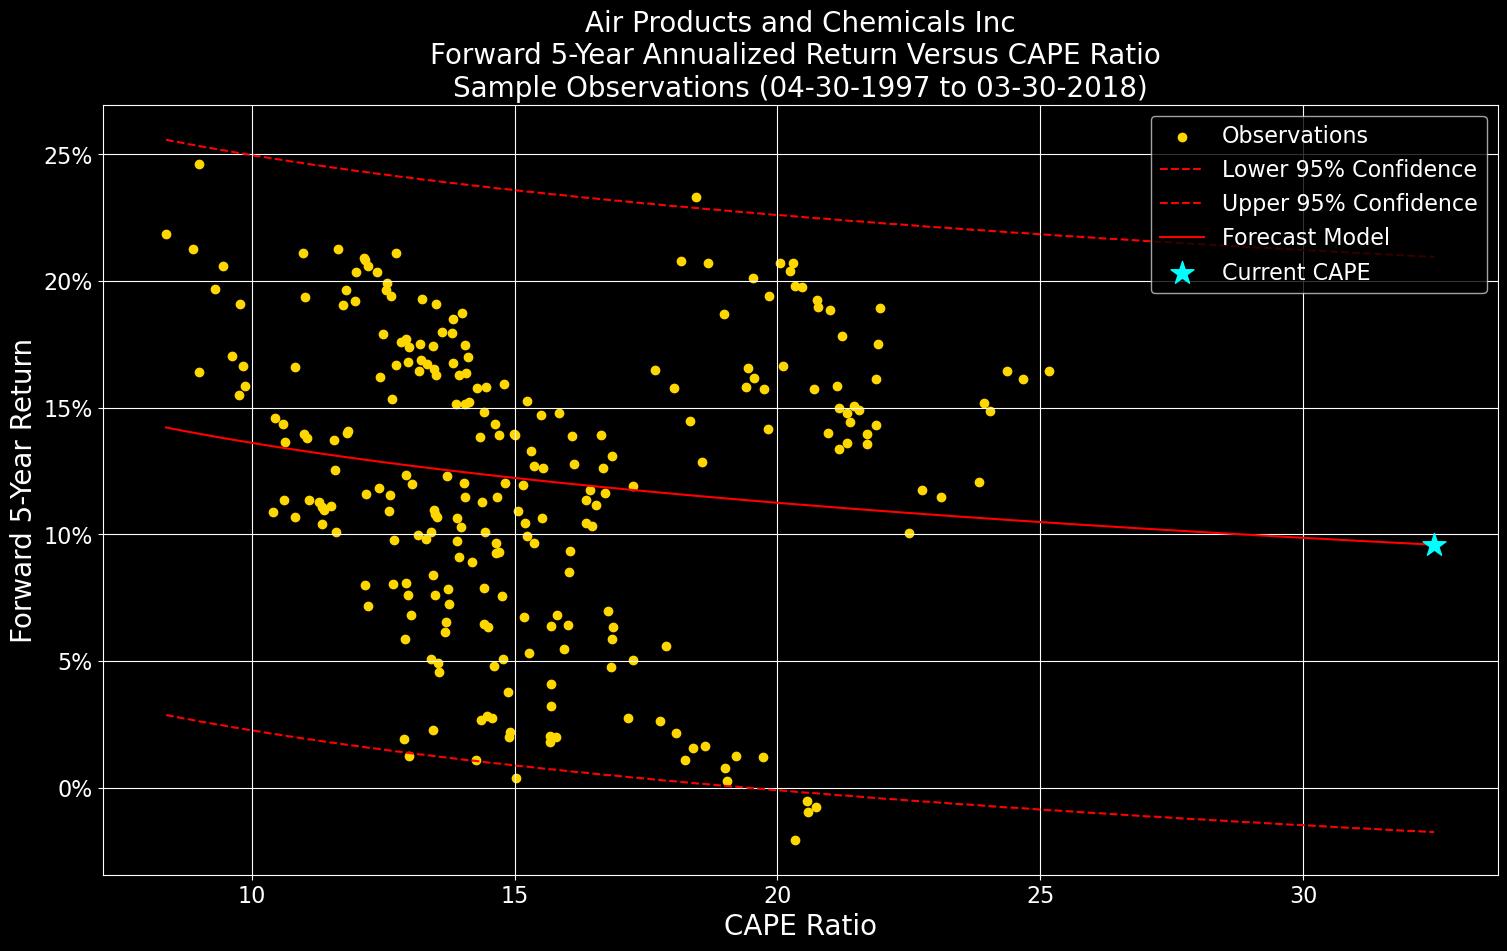 Air Products and Chemicals Inc
Forward 5-Year Annualized Return Versus CAPE Ratio
Sample Observations (04-30-1997 to 03-30-2018)
Observations
Lower 95% Confidence
Upper 95% Confidence
Forecast Model
Current CAPE
Forward 5-Year Return
25%
20%
15%
10%
5%
0%
10
15
20
25
30
CAPE Ratio